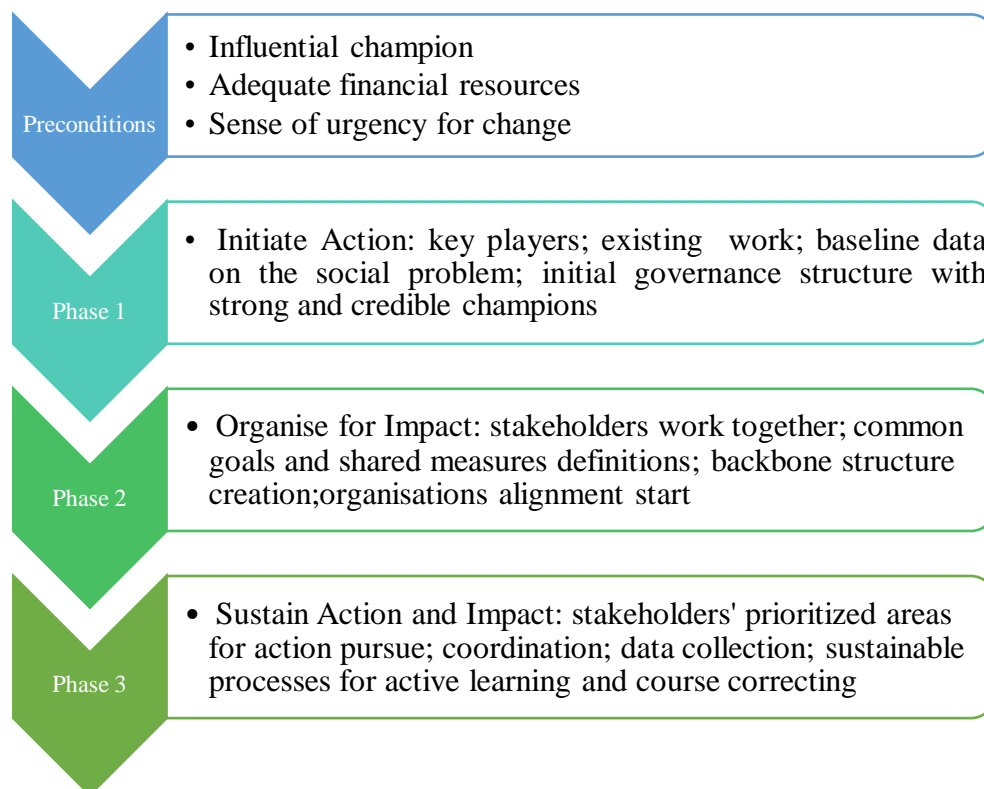 Preconditions
• Influential champion
• Adequate financial resources
• Sense of urgency for change
Phase 1
• Initiate Action: key players; existing work; baseline data
on the social problem; initial governance structure with
strong and credible champions
Phase 2
• Organise for Impact: stakeholders work together; common
goals and shared measures definitions; backbone structure
creation;organisations alignment start
Phase 3
• Sustain Action and Impact: stakeholders' prioritized areas
for action pursue; coordination; data collection; sustainable
processes for active learning and course correcting